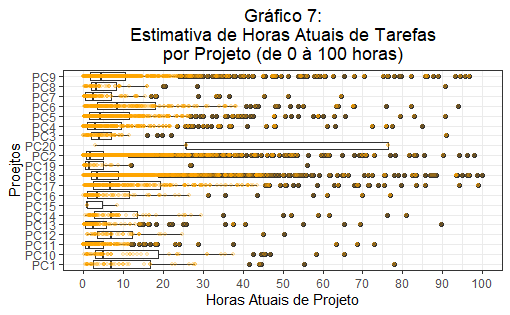 Gráfico 7:
Estimativa de Horas Atuais de Tarefas
por Projeto (de 0 à 100 horas)
Proejtos
PC9
PC8
PC7
PC6
PC5
PC4
PC3
PC20
PC2
PC19
PC18
PC17
PC16
PC15
PC14
PC13
PC12
PC11
PC10
PC1
0 10 20 30 40 50 60 70 80 90 100
Horas Atuais de Projeto